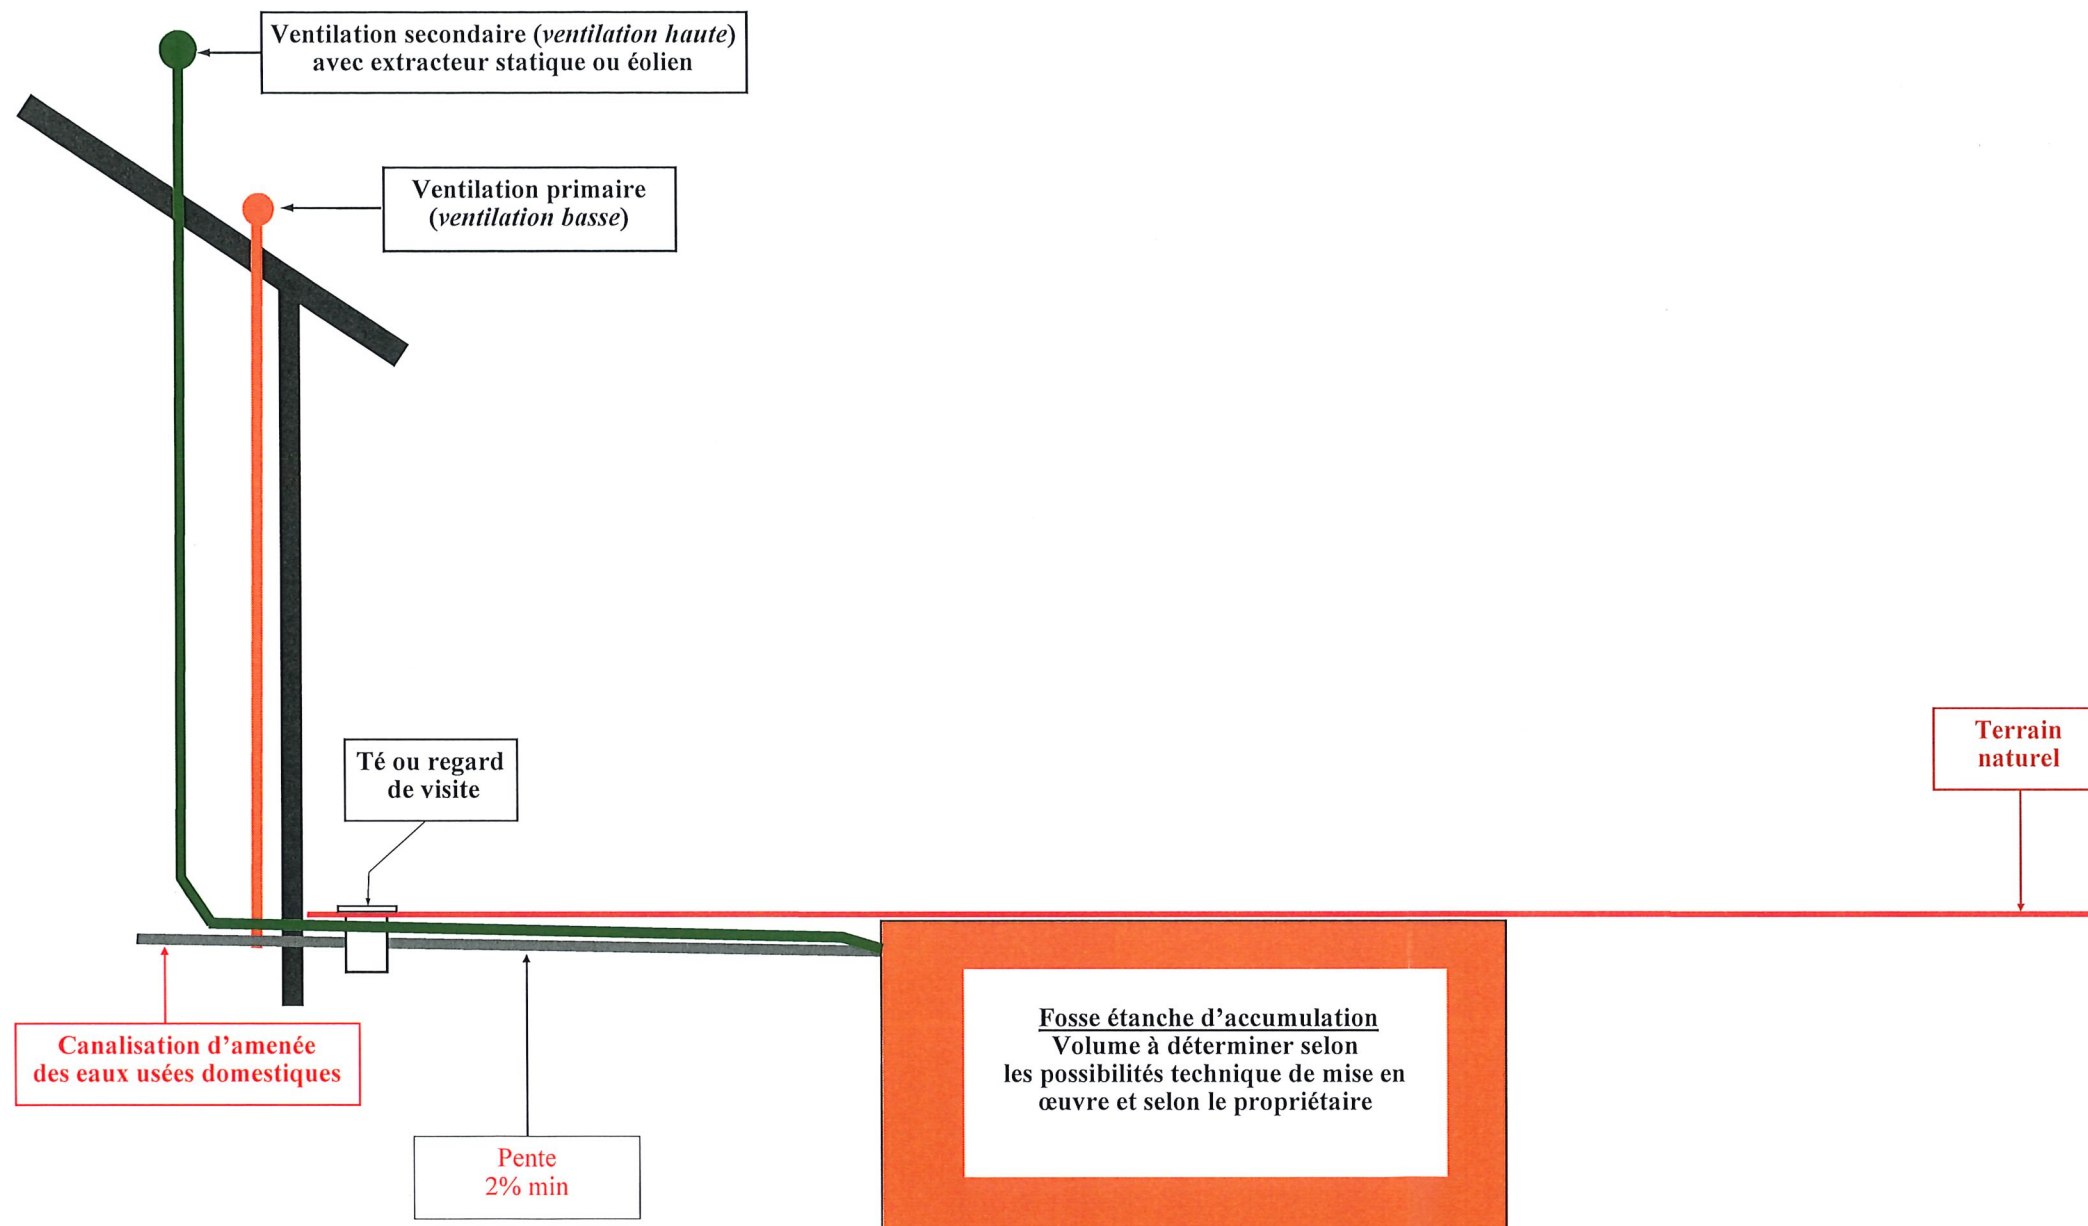 Ventilation secondaire (ventilation haute)
avec extracteur statique ou éolien
Ventilation primaire
(ventilation basse)
Té ou regard
de visite
Terrain
naturel
Canalisation d’amenée
des eaux usées domestiques
Pente
2% min
Fosse étanche d’accumulation
Volume à déterminer selon
les possibilités technique de mise en
œuvre et selon le propriétaire